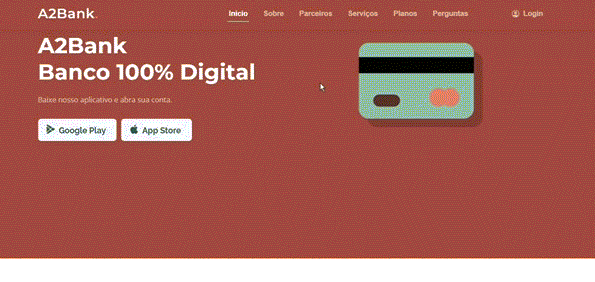 A2Bank.
Início
Sobre
Parceiros
Serviços
Planos
Perguntas
Login
A2Bank
Banco 100% Digital
Baixe nosso aplicativo e abra sua conta.
Google Play
App Store